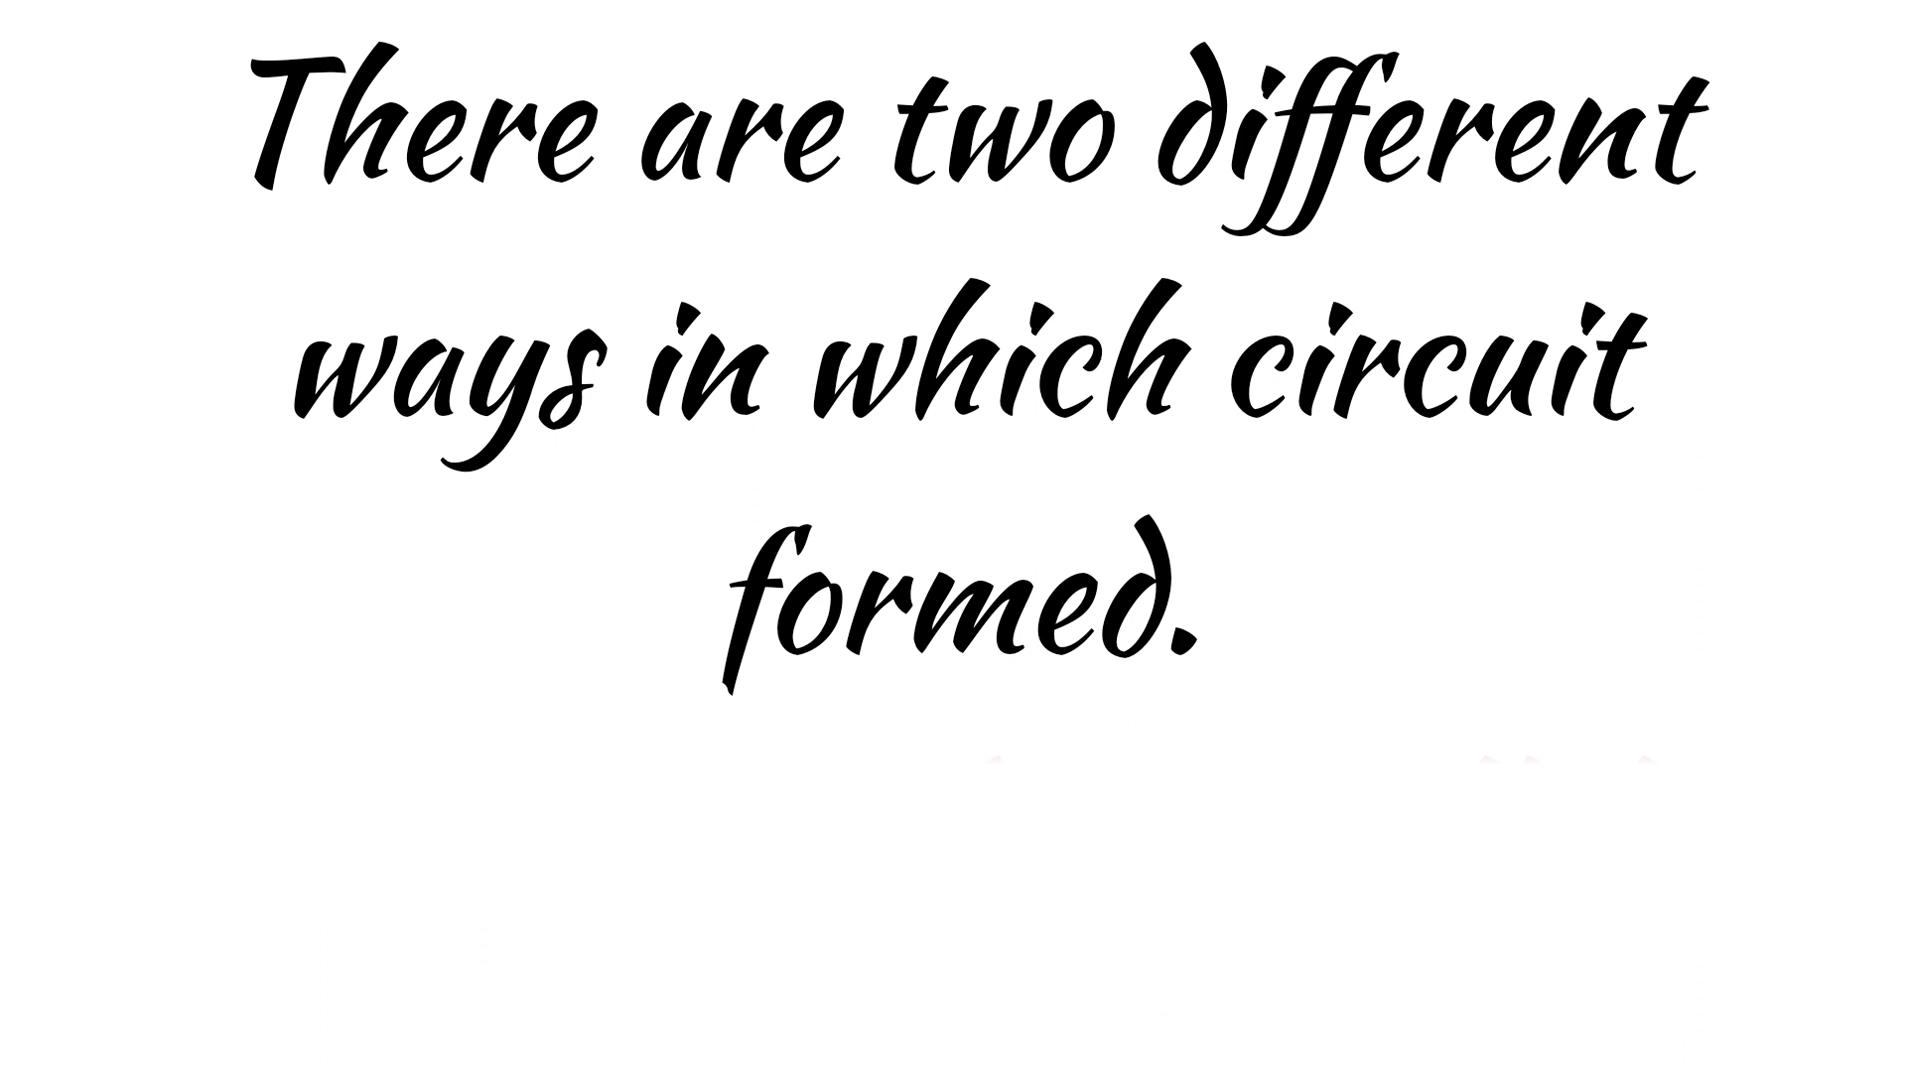 There are two different
ways in which circuit
formed.